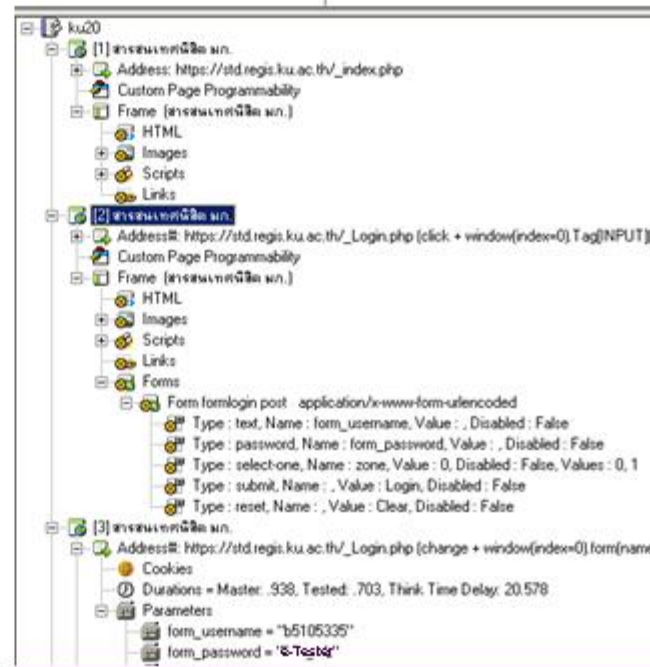 ku20
[1] สารสนเทศนิสิต มก.
Address: https://std.regis.ku.ac.th/_index.php
Custom Page Programmability
Frame (สารสนเทศนิสิต มก.)
HTML
Images
Scripts
Links
[2] สารสนเทศนิสิต มก.
Address#: https://std.regis.ku.ac.th/_Login.php (click + window(index=0).Tag(INPUT)
Custom Page Programmability
Frame (สารสนเทศนิสิต มก.)
HTML
Images
Scripts
Links
Forms
Form formlogin post application/x-www-form-urlencoded
Type : text, Name : form_username, Value : , Disabled : False
Type : password, Name : form_password, Value : , Disabled : False
Type : select-one, Name : zone, Value : 0, Disabled : False, Values : 0, 1
Type : submit, Name : , Value : Login, Disabled : False
Type : reset, Name : , Value : Clear, Disabled : False
[3] สารสนเทศนิสิต มก.
Address#: https://std.regis.ku.ac.th/_Login.php (change + window(index=0).form(name
Cookies
Durations = Master: .938, Tested: .703, Think Time Delay: 20.578
Parameters
form_username = "b5105335"
form_password =